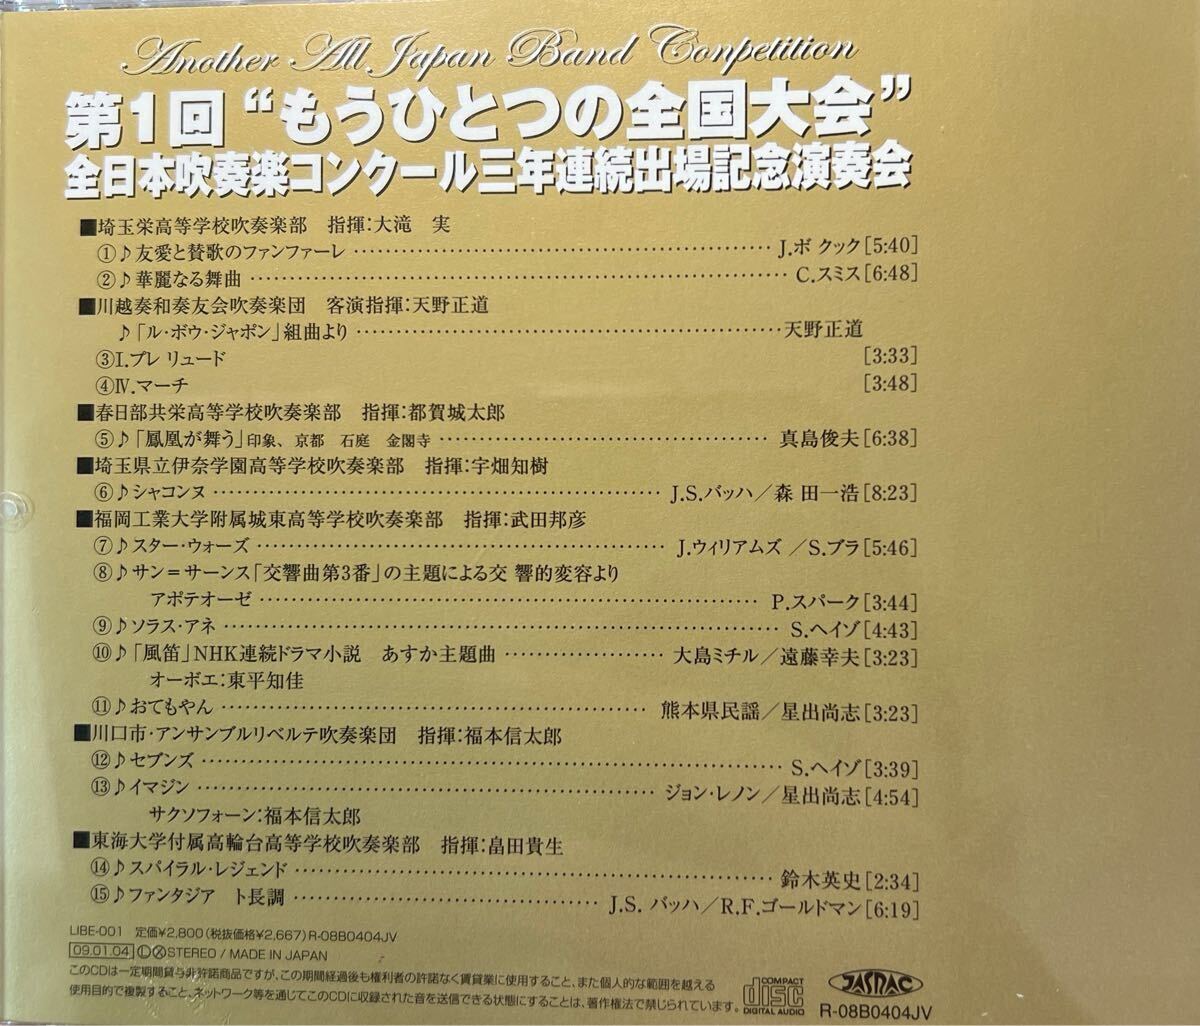 Another All Japan Band Conpetition
第1回 “もうひとつの全国大会”
全日本吹奏楽コンクール三年連続出場記念演奏会
■埼玉栄高等学校吹奏楽部　指揮：大滝　実
①♪友愛と賛歌のファンファーレ ………… J.ボ クック[5:40]
②♪華麗なる舞曲 ………… C.スミス[6:48]
■川越奏和奏友会吹奏楽団　客演指揮：天野正道
♪「ル・ボウ・ジャポン」組曲より ………… 天野正道
③Ⅰ.プレ リュード [3:33]
④Ⅳ.マーチ [3:48]
■春日部共栄高等学校吹奏楽部　指揮：都賀城太郎
⑤♪「鳳凰が舞う」印象、京都　石庭　金閣寺 ………… 真島俊夫[6:38]
■埼玉県立伊奈学園高等学校吹奏楽部　指揮：宇畑知樹
⑥♪シャコンヌ ………… J.S.バッハ／森 田一浩[8:23]
■福岡工業大学附属城東高等学校吹奏楽部　指揮：武田邦彦
⑦♪スター・ウォーズ ………… J.ウィリアムズ ／S.ブラ[5:46]
⑧♪サン＝サーンス「交響曲第3番」の主題による交 響的変容より
アポテオーゼ ………… P.スパーク[3:44]
⑨♪ソラス・アネ ………… S.ヘイゾ[4:43]
⑩♪「風笛」NHK連続ドラマ小説　あすか主題曲 ………… 大島ミチル／遠藤幸夫[3:23]
オーボエ：東平知佳
⑪♪おてもやん ………… 熊本県民謡／星出尚志[3:23]
■川口市・アンサンブルリベルテ吹奏楽団　指揮：福本信太郎
⑫♪セブンズ ………… S.ヘイゾ[3:39]
⑬♪イマジン ………… ジョン・レノン／星出尚志[4:54]
サクソフォーン：福本信太郎
■東海大学付属高輪台高等学校吹奏楽部　指揮：畠田貴生
⑭♪スパイラル・レジェンド ………… 鈴木英史[2:34]
⑮♪ファンタジア　ト長調 ………… J.S. バッハ／R.F.ゴールドマン[6:19]
LIBE-001　定価¥2,800（税抜価格¥2,667）R-08B0404JV
09.01.04 Ⓛ Ⓧ STEREO / MADE IN JAPAN
このCDは一定期間貸与非許諾商品ですが、この期間経過後も権利者の許諾なく賃貸業に使用すること、また個人的な範囲を越える
使用目的で複製すること、ネットワーク等を通じてこのCDに収録された音を送信できる状態にすることは、著作権法で禁じられています。
COMPACT
disc
DIGITAL AUDIO
JASRAC
R-08B0404JV